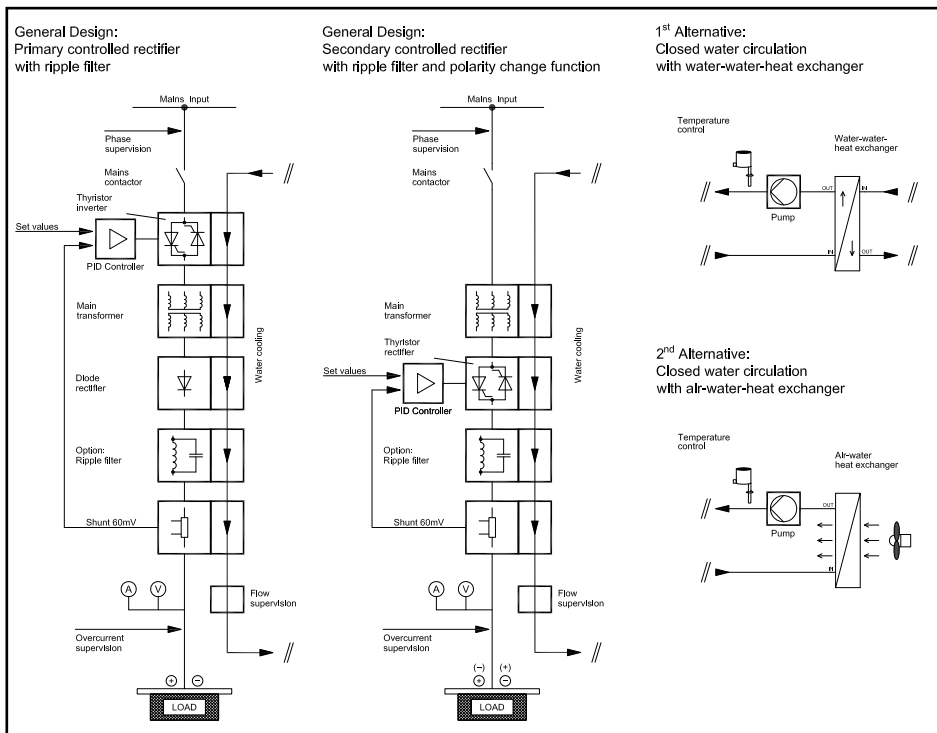 General Design:
Primary controlled rectifier
with ripple filter
Mains Input
Phase
supervision
Mains
contactor
Thyristor
inverter
Set values
PID Controller
Main
transformer
Water cooling
Diode
rectifier
Option:
Ripple filter
Shunt 60mV
A V
Flow
supervision
Overcurrent
supervision
+ −
LOAD
General Design:
Secondary controlled rectifier
with ripple filter and polarity change function
Mains Input
Phase
supervision
Mains
contactor
Main
transformer
Water cooling
Thyristor
rectifier
Set values
PID Controller
Option:
Ripple filter
Shunt 60mV
A V
Flow
supervision
Overcurrent
supervision
(−) (+)
+ −
LOAD
1st Alternative:
Closed water circulation
with water-water-heat exchanger
Temperature
control
Water-water-
heat exchanger
OUT IN
Pump
IN OUT
2nd Alternative:
Closed water circulation
with air-water-heat exchanger
Temperature
control
Air-water
heat exchanger
OUT
Pump
IN